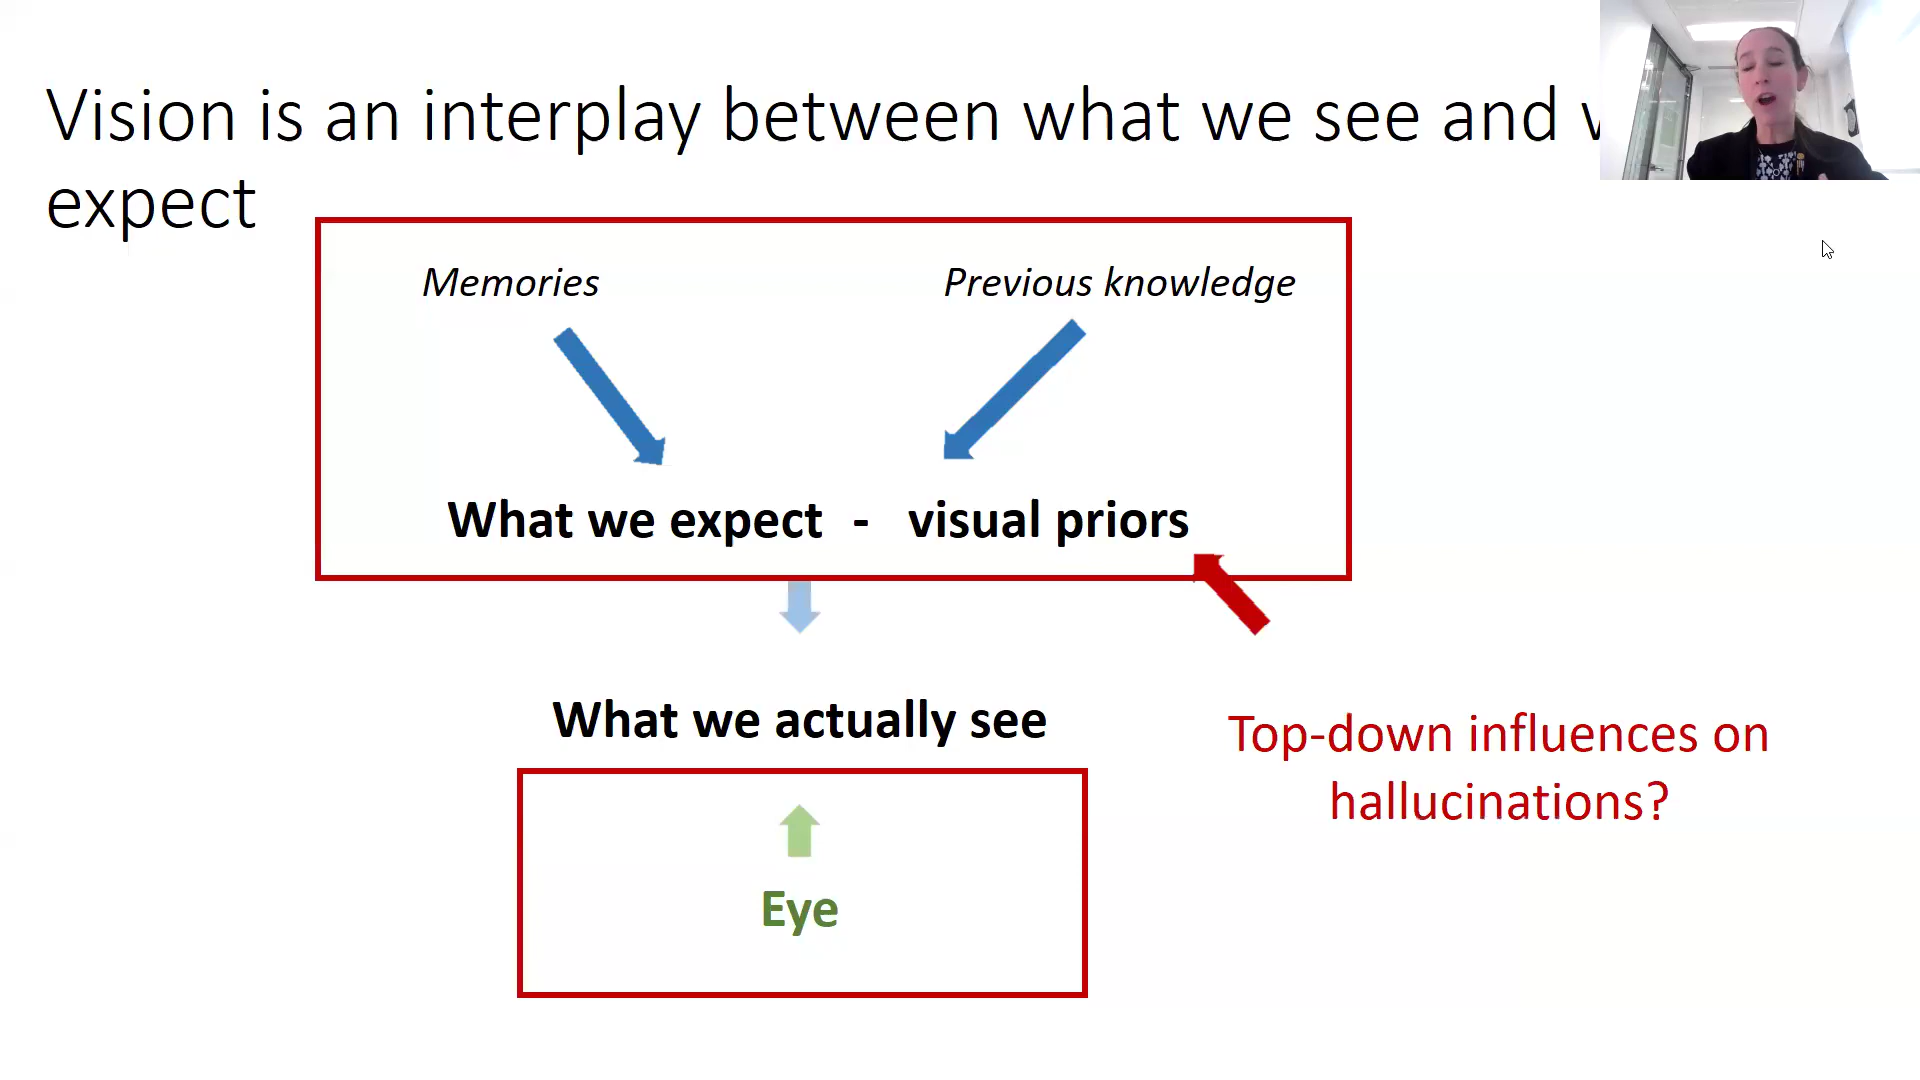 Vision is an interplay between what we see and
expect
Memories
Previous knowledge
What we expect - visual priors
What we actually see
Top-down influences on
hallucinations?
Eye